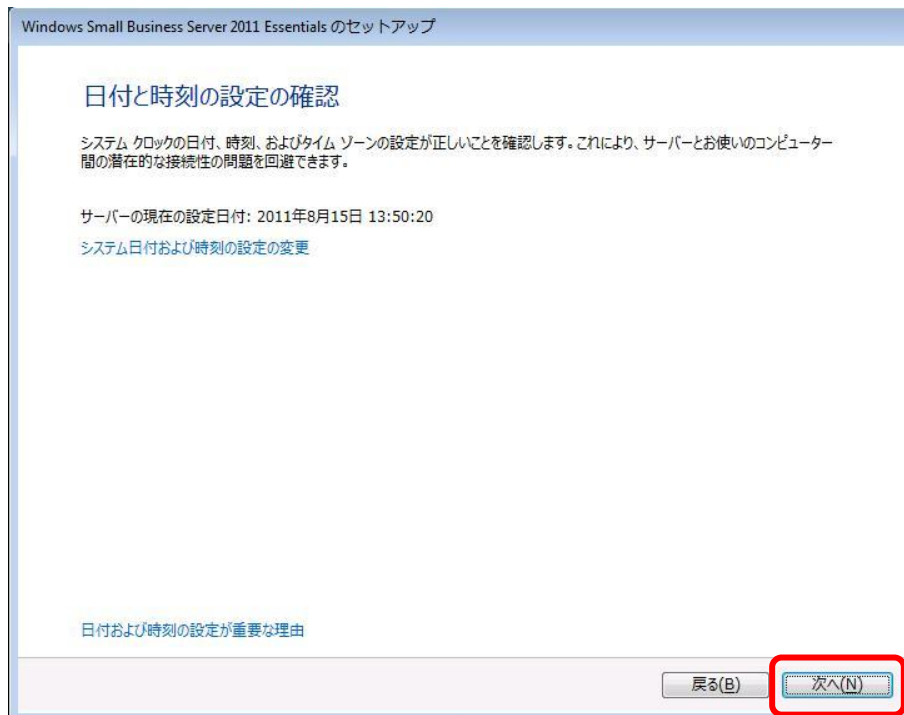 Windows Small Business Server 2011 Essentials のセットアップ
日付と時刻の設定の確認
システム クロックの日付、時刻、およびタイム ゾーンの設定が正しいことを確認します。これにより、サーバーとお使いのコンピューター
間の潜在的な接続性の問題を回避できます。
サーバーの現在の設定日付: 2011年8月15日 13:50:20
システム日付および時刻の設定の変更
日付および時刻の設定が重要な理由
戻る(B) 次へ(N)